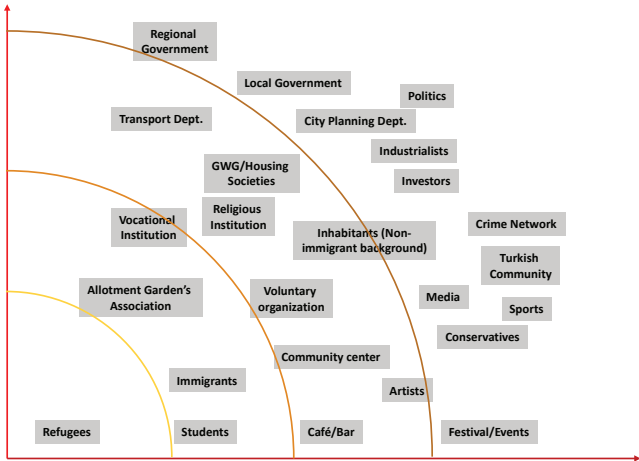 Regional
Government
Local Government
Politics
Transport Dept.
City Planning Dept.
Industrialists
GWG/Housing
Societies
Investors
Religious
Institution
Vocational
Institution
Inhabitants (Non-
immigrant background)
Crime Network
Turkish
Community
Allotment Garden’s
Association
Voluntary
organization
Media
Sports
Conservatives
Community center
Immigrants
Artists
Refugees
Students
Café/Bar
Festival/Events